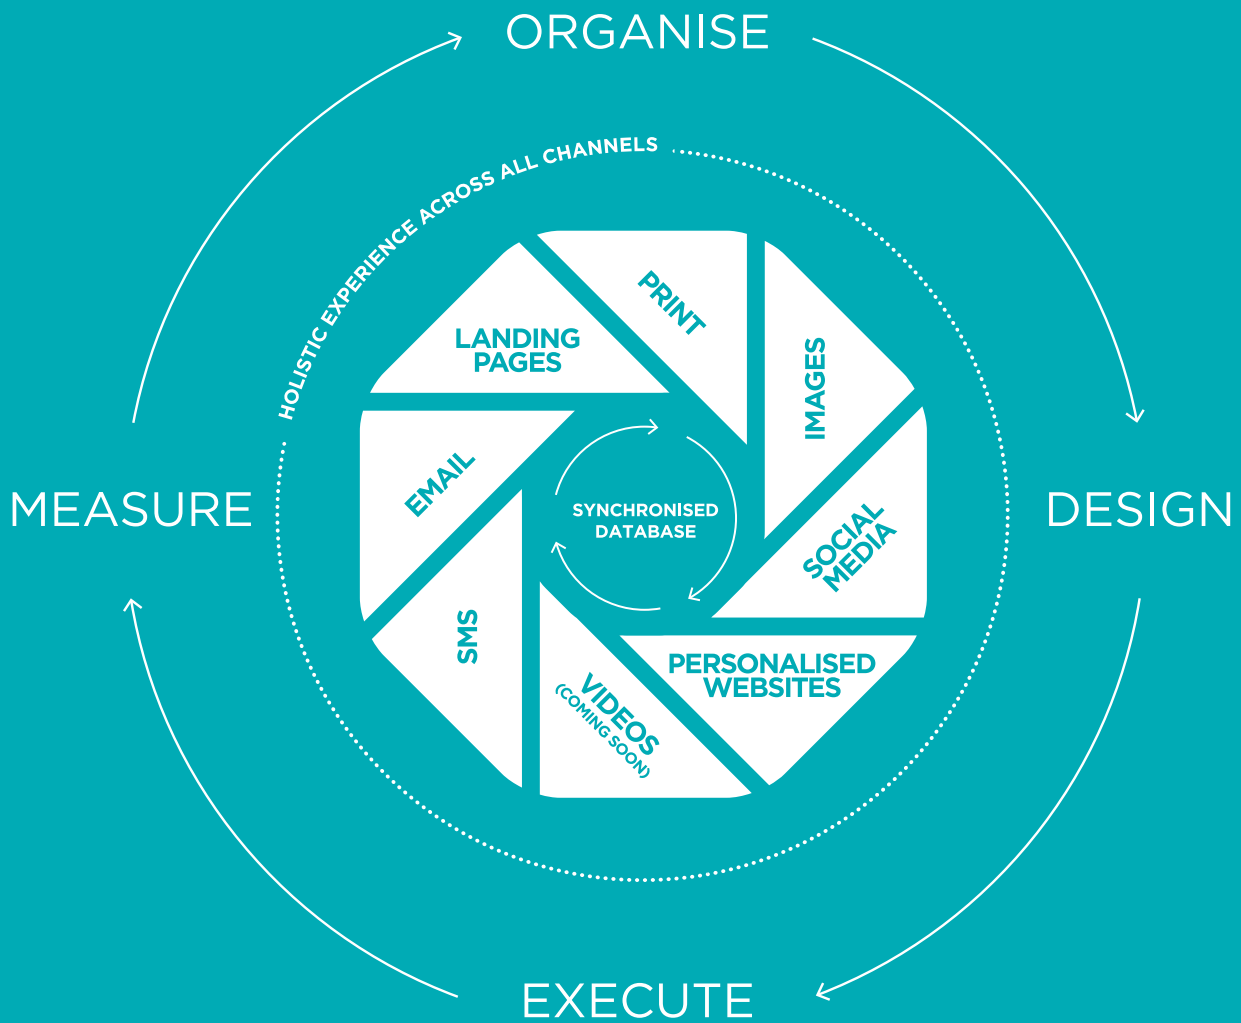 ORGANISE
HOLISTIC EXPERIENCE ACROSS ALL CHANNELS
PRINT
LANDING
PAGES
IMAGES
EMAIL
SYNCHRONISED
DATABASE
MEASURE
DESIGN
SOCIAL
MEDIA
SMS
PERSONALISED
WEBSITES
VIDEOS
(COMING SOON)
EXECUTE